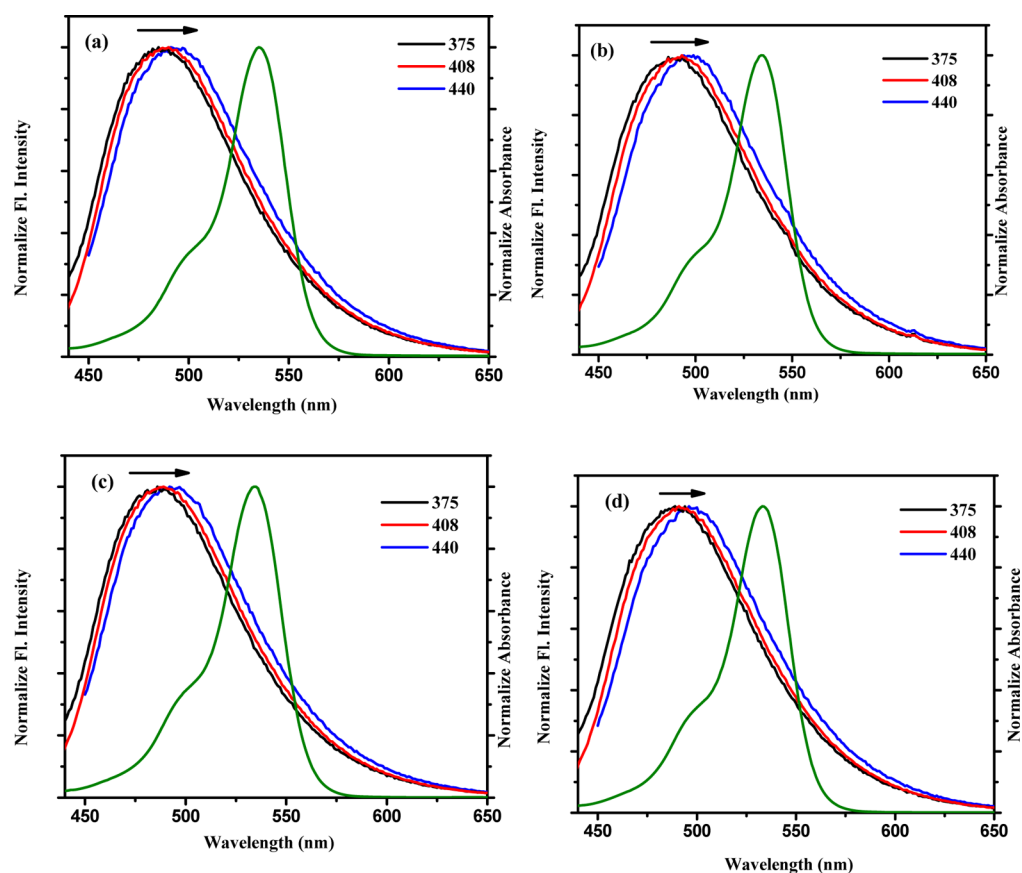 (a)
375
408
440
Normalize Fl. Intensity
Normalize Absorbance
450 500 550 600 650
Wavelength (nm)
(b)
375
408
440
Normalize Fl. Intensity
Normalize Absorbance
450 500 550 600 650
Wavelength (nm)
(c)
375
408
440
Normalize Fl. Intensity
Normalize Absorbance
450 500 550 600 650
Wavelength (nm)
(d)
375
408
440
Normalize Fl. Intensity
Normalize Absorbance
450 500 550 600 650
Wavelength (nm)